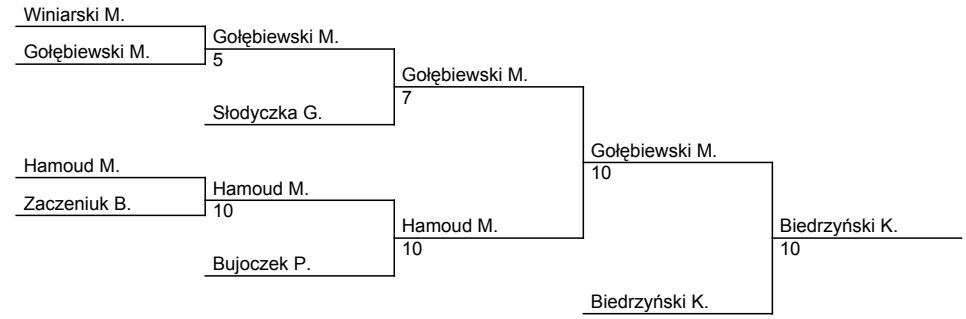 Winiarski M.
Gołębiewski M.
Gołębiewski M.
5
Gołębiewski M.
7
Słodyczka G.
Gołębiewski M.
10
Hamoud M.
Hamoud M.
Zaczeniuk B.
10
Hamoud M.
10
Biedrzyński K.
10
Bujoczek P.
Biedrzyński K.